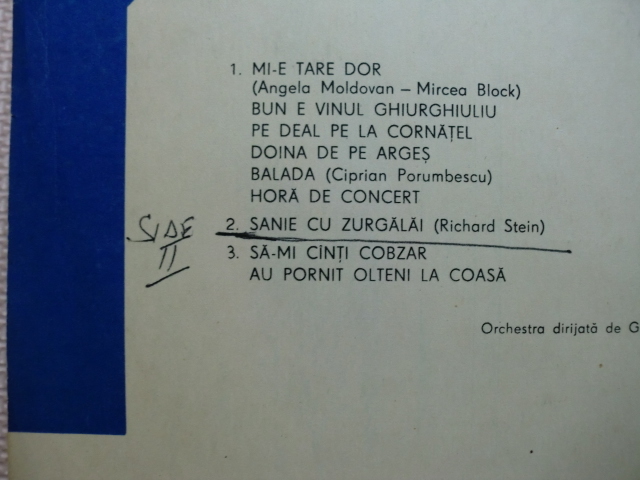 1. MI-E TARE DOR
(Angela Moldovan – Mircea Block)
BUN E VINUL GHIURGHIULIU
PE DEAL PE LA CORNĂȚEL
DOINA DE PE ARGEȘ
BALADA (Ciprian Porumbescu)
HORĂ DE CONCERT
SIDE
II
2. SANIE CU ZURGĂLĂI (Richard Stein)
3. SĂ-MI CÎNȚI COBZAR
AU PORNIT OLTENI LA COASĂ
Orchestra dirijată de G